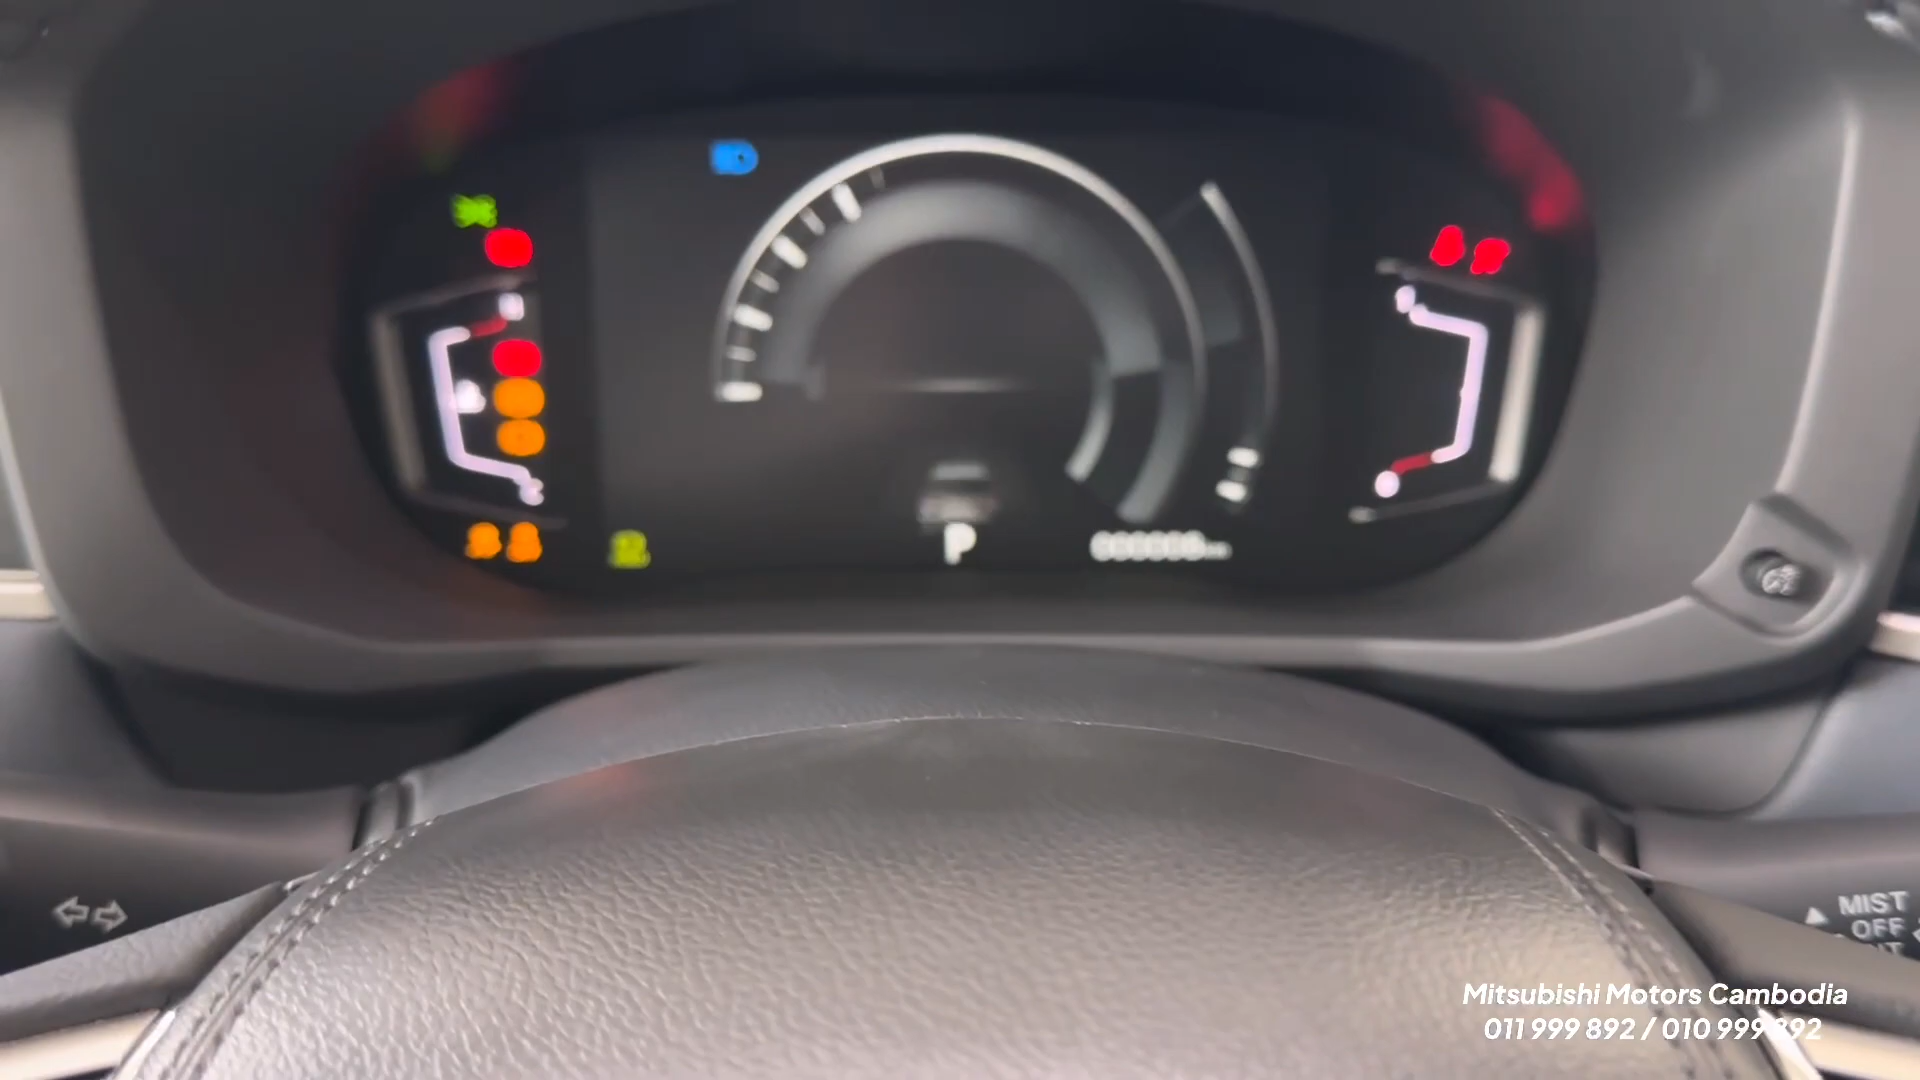 P
MIST
OFF
Mitsubishi Motors Cambodia
011 999 892 / 010 999 892